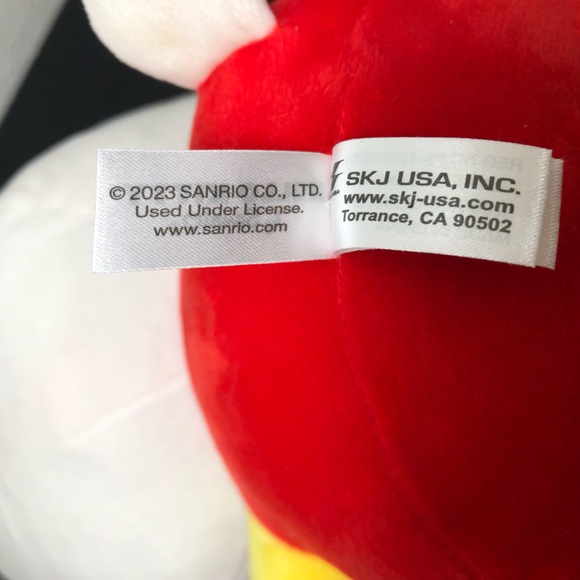 © 2023 SANRIO CO., LTD.
Used Under License.
www.sanrio.com
SKJ USA, INC.
www.skj-usa.com
Torrance, CA 90502